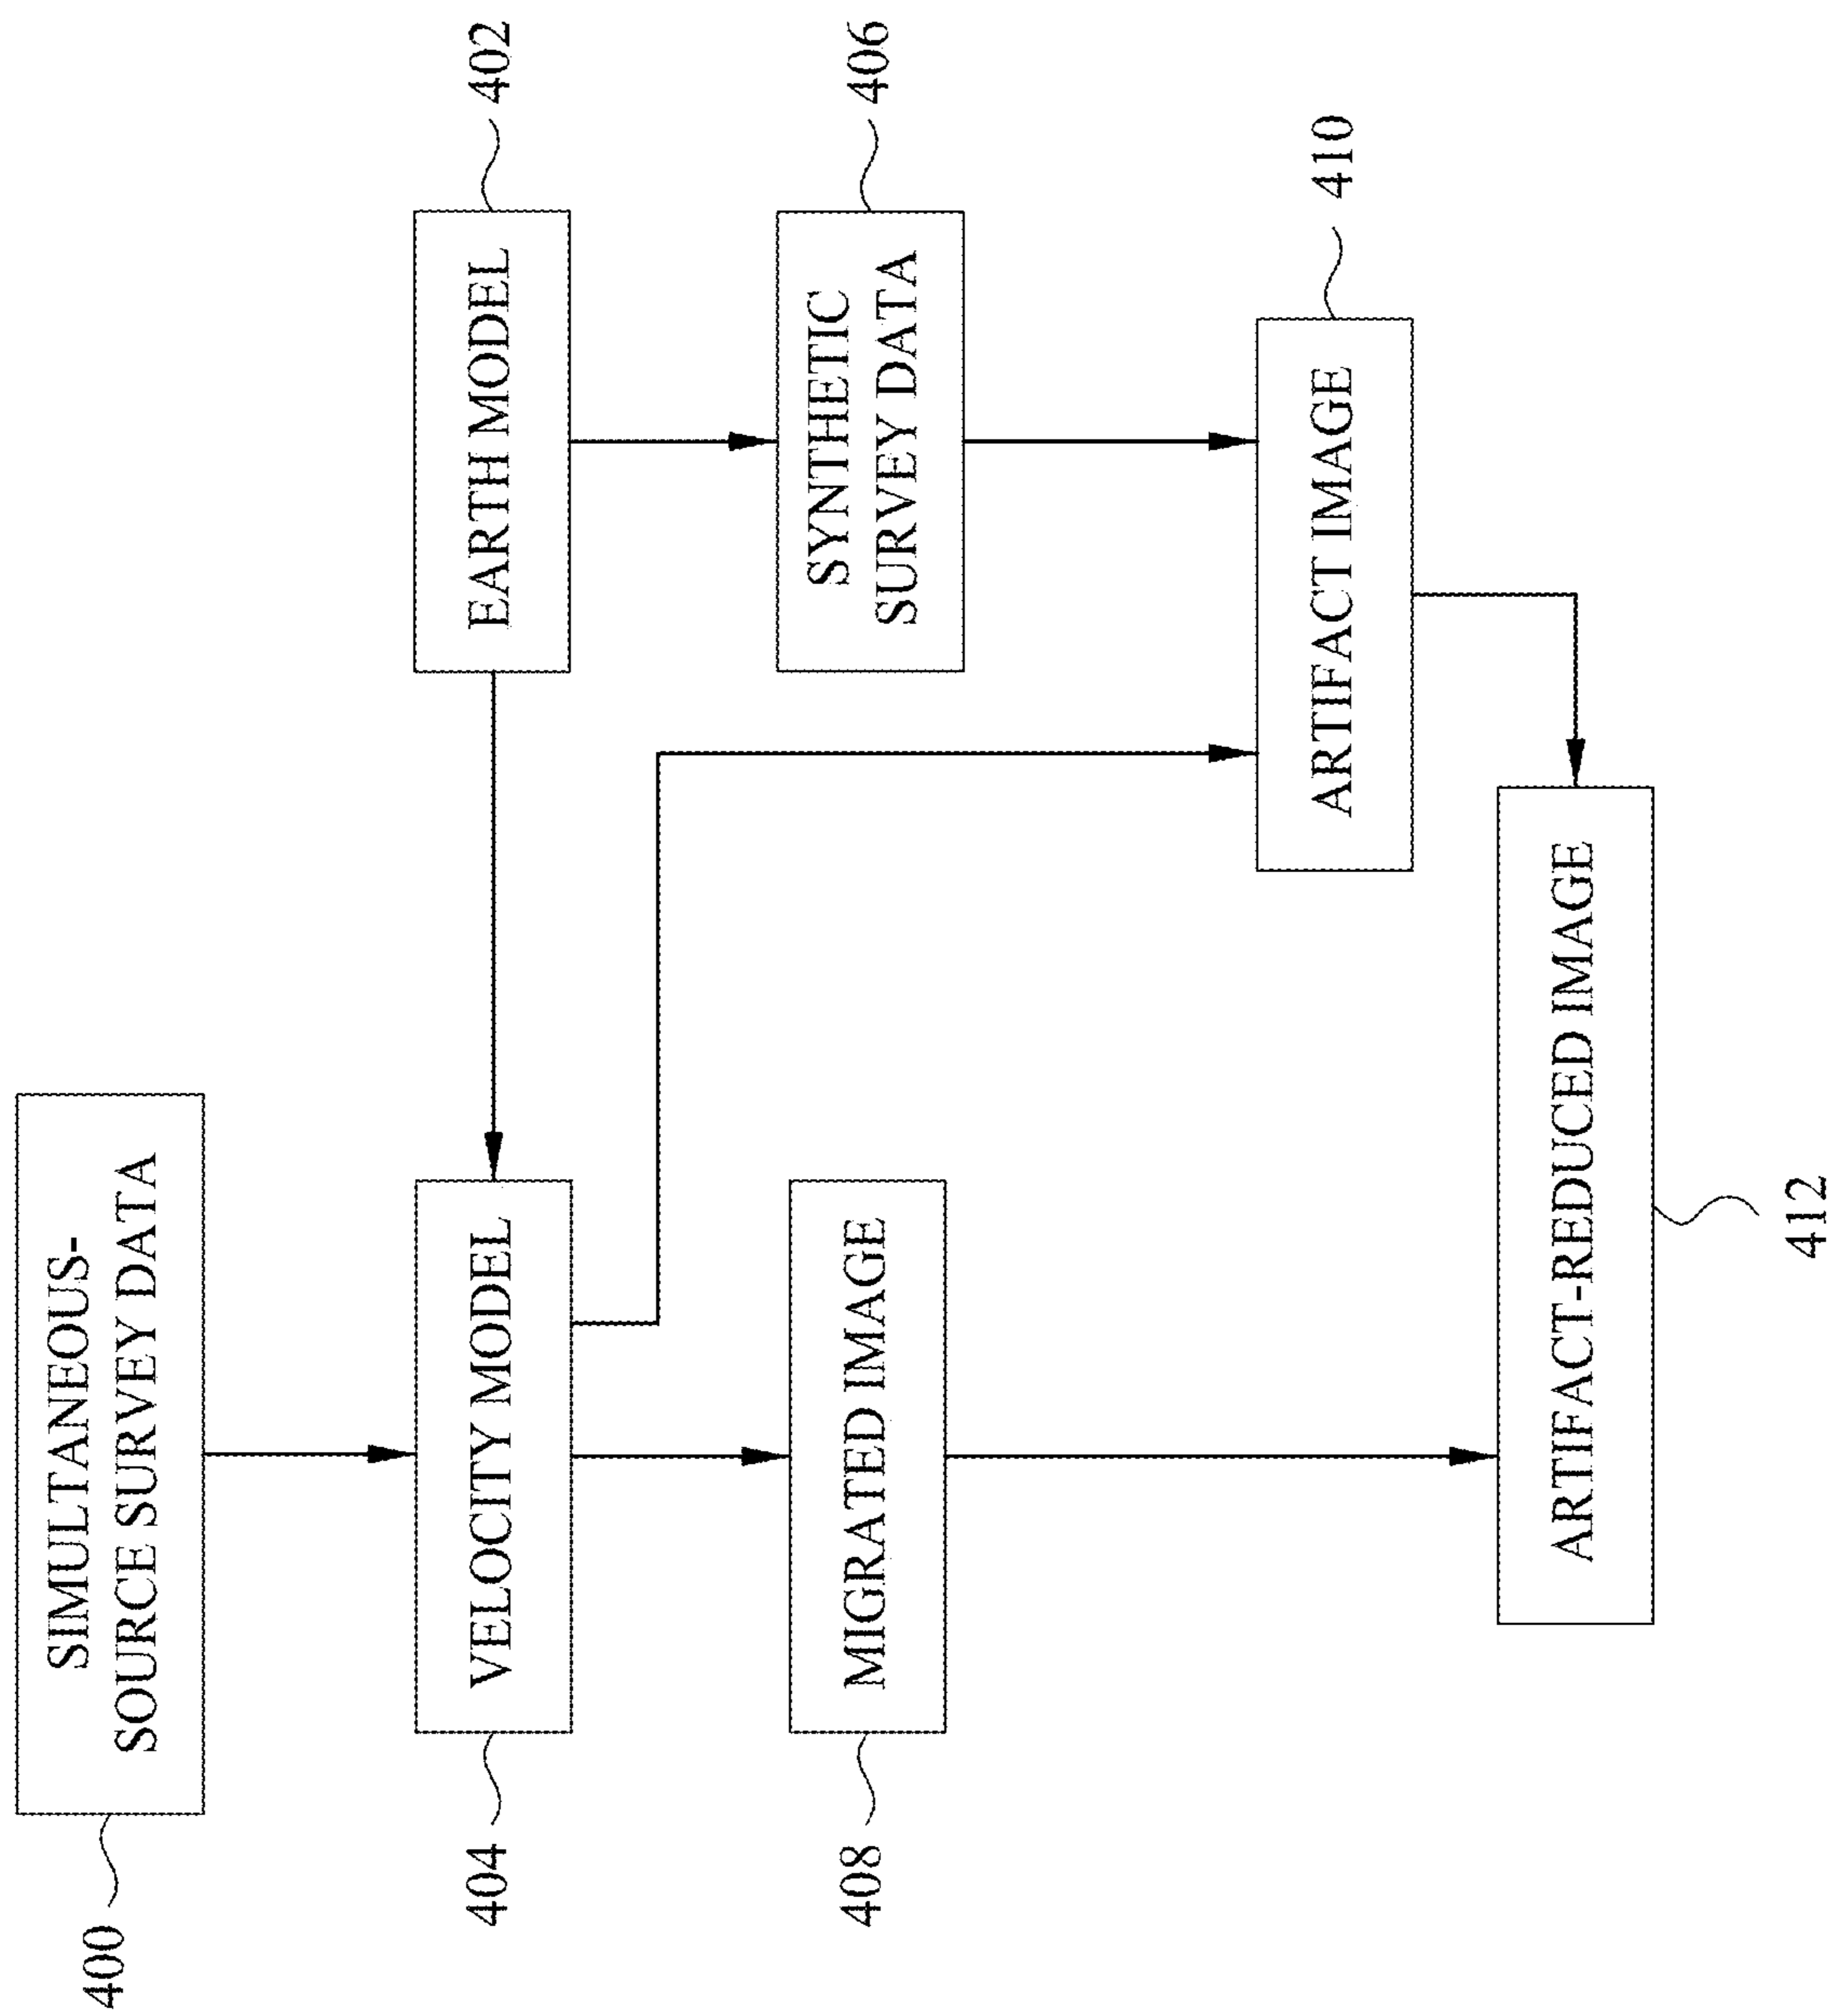 400
SIMULTANEOUS-
SOURCE SURVEY DATA
EARTH MODEL
402
404
VELOCITY MODEL
SYNTHETIC
SURVEY DATA
406
408
MIGRATED IMAGE
ARTIFACT IMAGE
410
ARTIFACT-REDUCED IMAGE
412